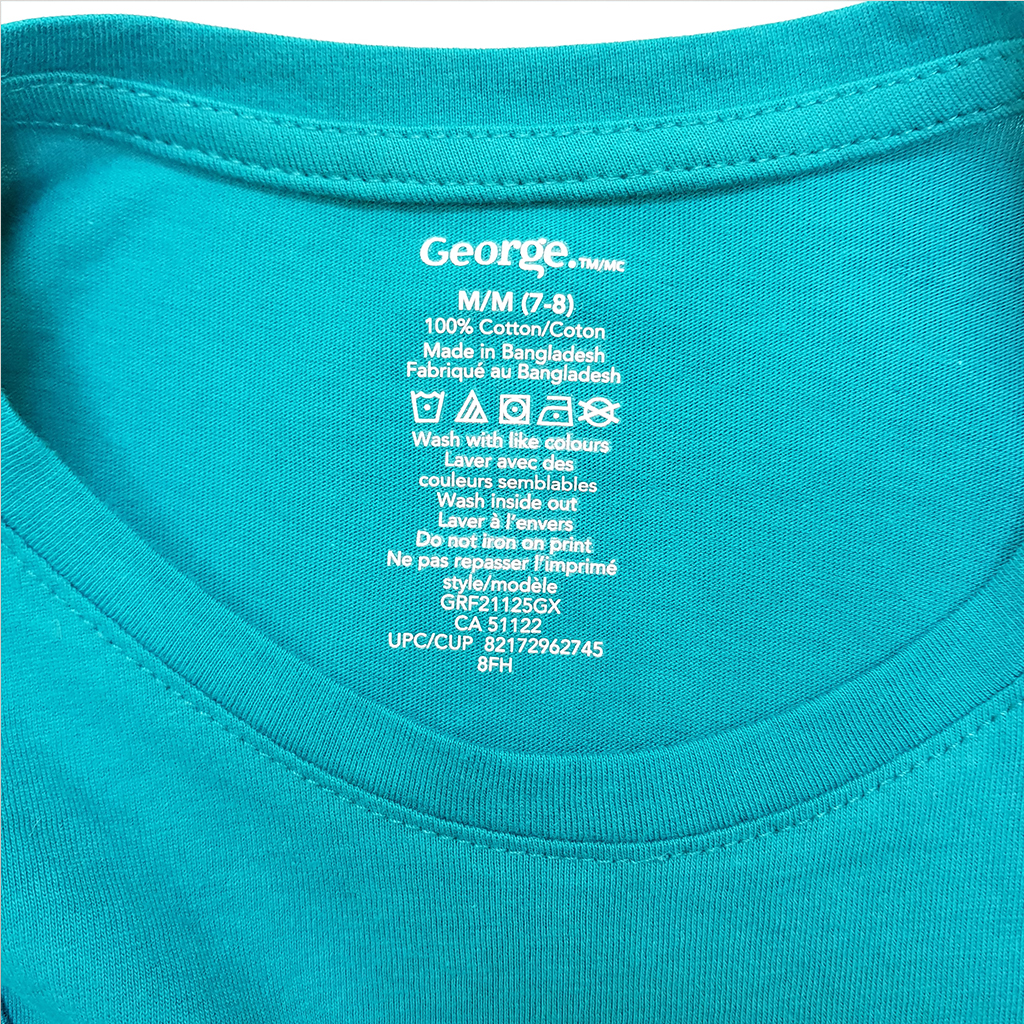 George.TM/MC
M/M (7-8)
100% Cotton/Coton
Made in Bangladesh
Fabriqué au Bangladesh
Wash with like colours
Laver avec des
couleurs semblables
Wash inside out
Laver à l'envers
Do not iron on print
Ne pas repasser l'imprimé
style/modèle
GRF21125GX
CA 51122
UPC/CUP 82172962745
8FH